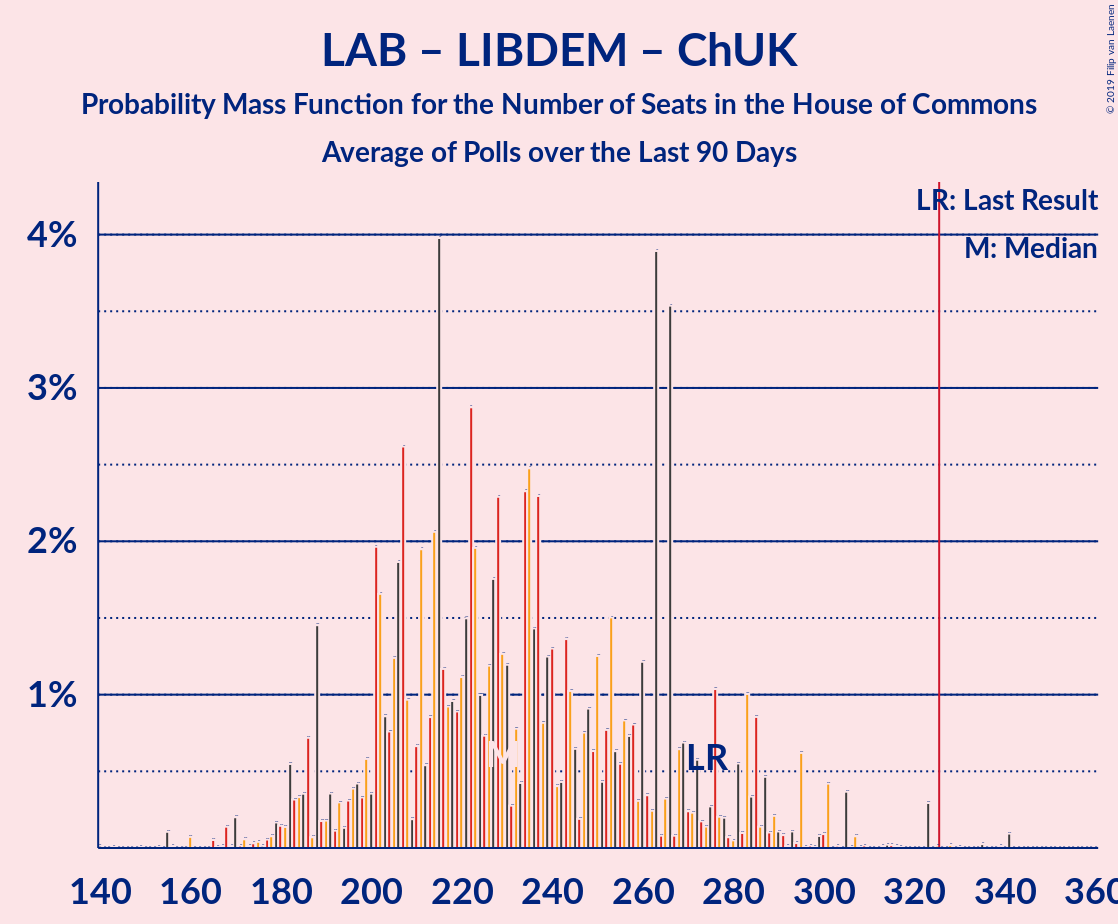 LAB – LIBDEM – ChUK
Probability Mass Function for the Number of Seats in the House of Commons
Average of Polls over the Last 90 Days
© 2019 Filip van Laenen
LR: Last Result
M: Median
4%
3%
2%
1%
M
LR
140 160 180 200 220 240 260 280 300 320 340 360